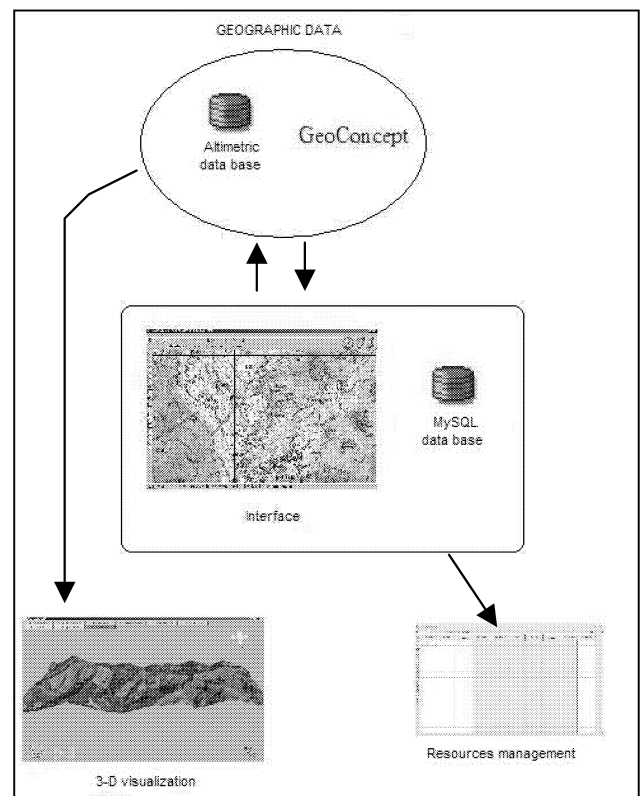 GEOGRAPHIC DATA
GeoConcept
Altimetric
data base
MySQL
data base
Interface
Resources management
3-D visualization